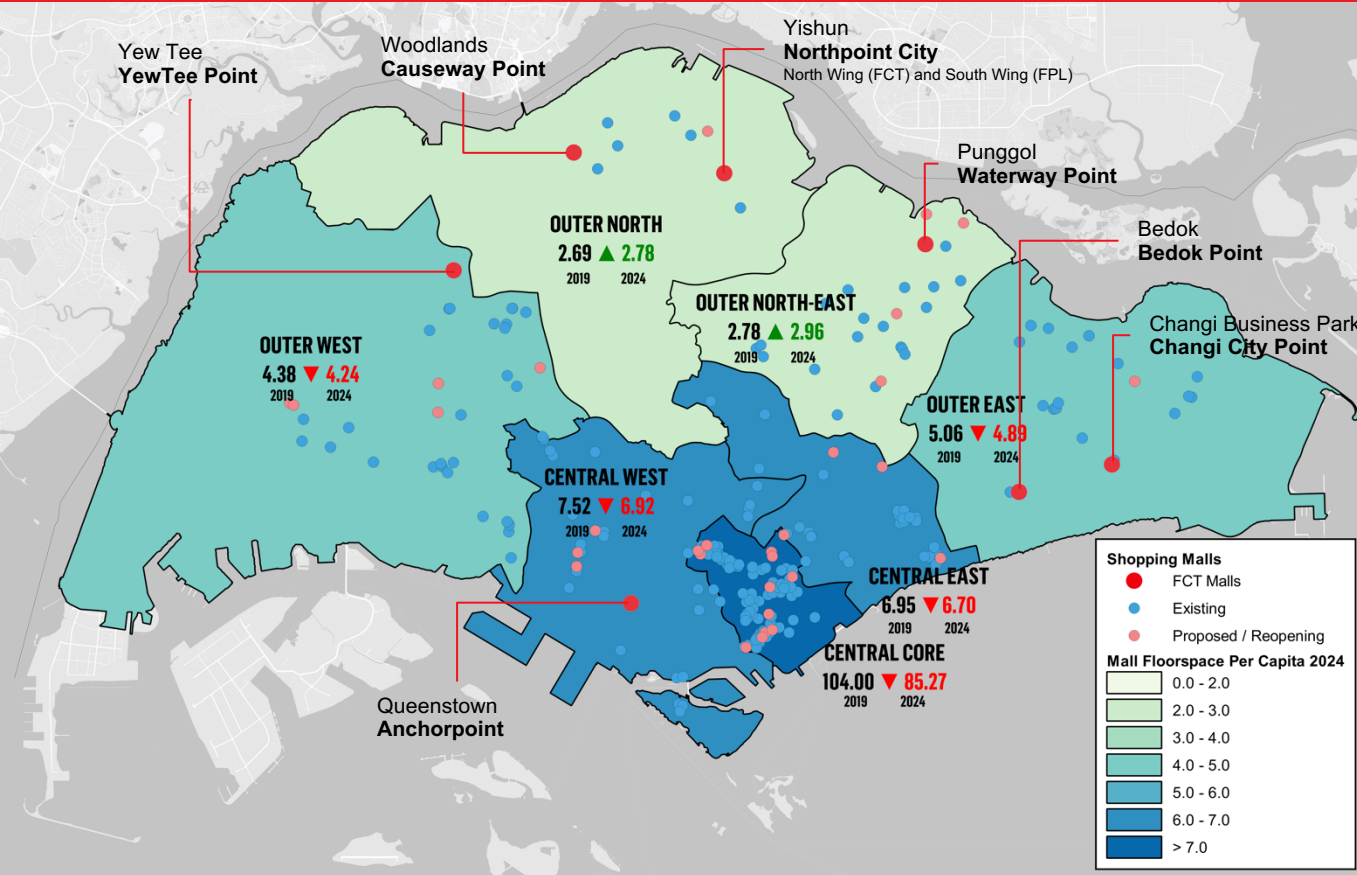 Yew Tee
YewTee Point
Woodlands
Causeway Point
Yishun
Northpoint City
North Wing (FCT) and South Wing (FPL)
Punggol
Waterway Point
Bedok
Bedok Point
Changi Business Park
Changi City Point
OUTER NORTH
2.69 ▲ 2.78
2019 2024
OUTER NORTH-EAST
2.78 ▲ 2.96
2019 2024
OUTER WEST
4.38 ▼ 4.24
2019 2024
OUTER EAST
5.06 ▼ 4.89
2019 2024
CENTRAL WEST
7.52 ▼ 6.92
2019 2024
CENTRAL EAST
6.95 ▼ 6.70
2019 2024
CENTRAL CORE
104.00 ▼ 85.27
2019 2024
Queenstown
Anchorpoint
Shopping Malls
FCT Malls
Existing
Proposed / Reopening
Mall Floorspace Per Capita 2024
0.0 - 2.0
2.0 - 3.0
3.0 - 4.0
4.0 - 5.0
5.0 - 6.0
6.0 - 7.0
> 7.0